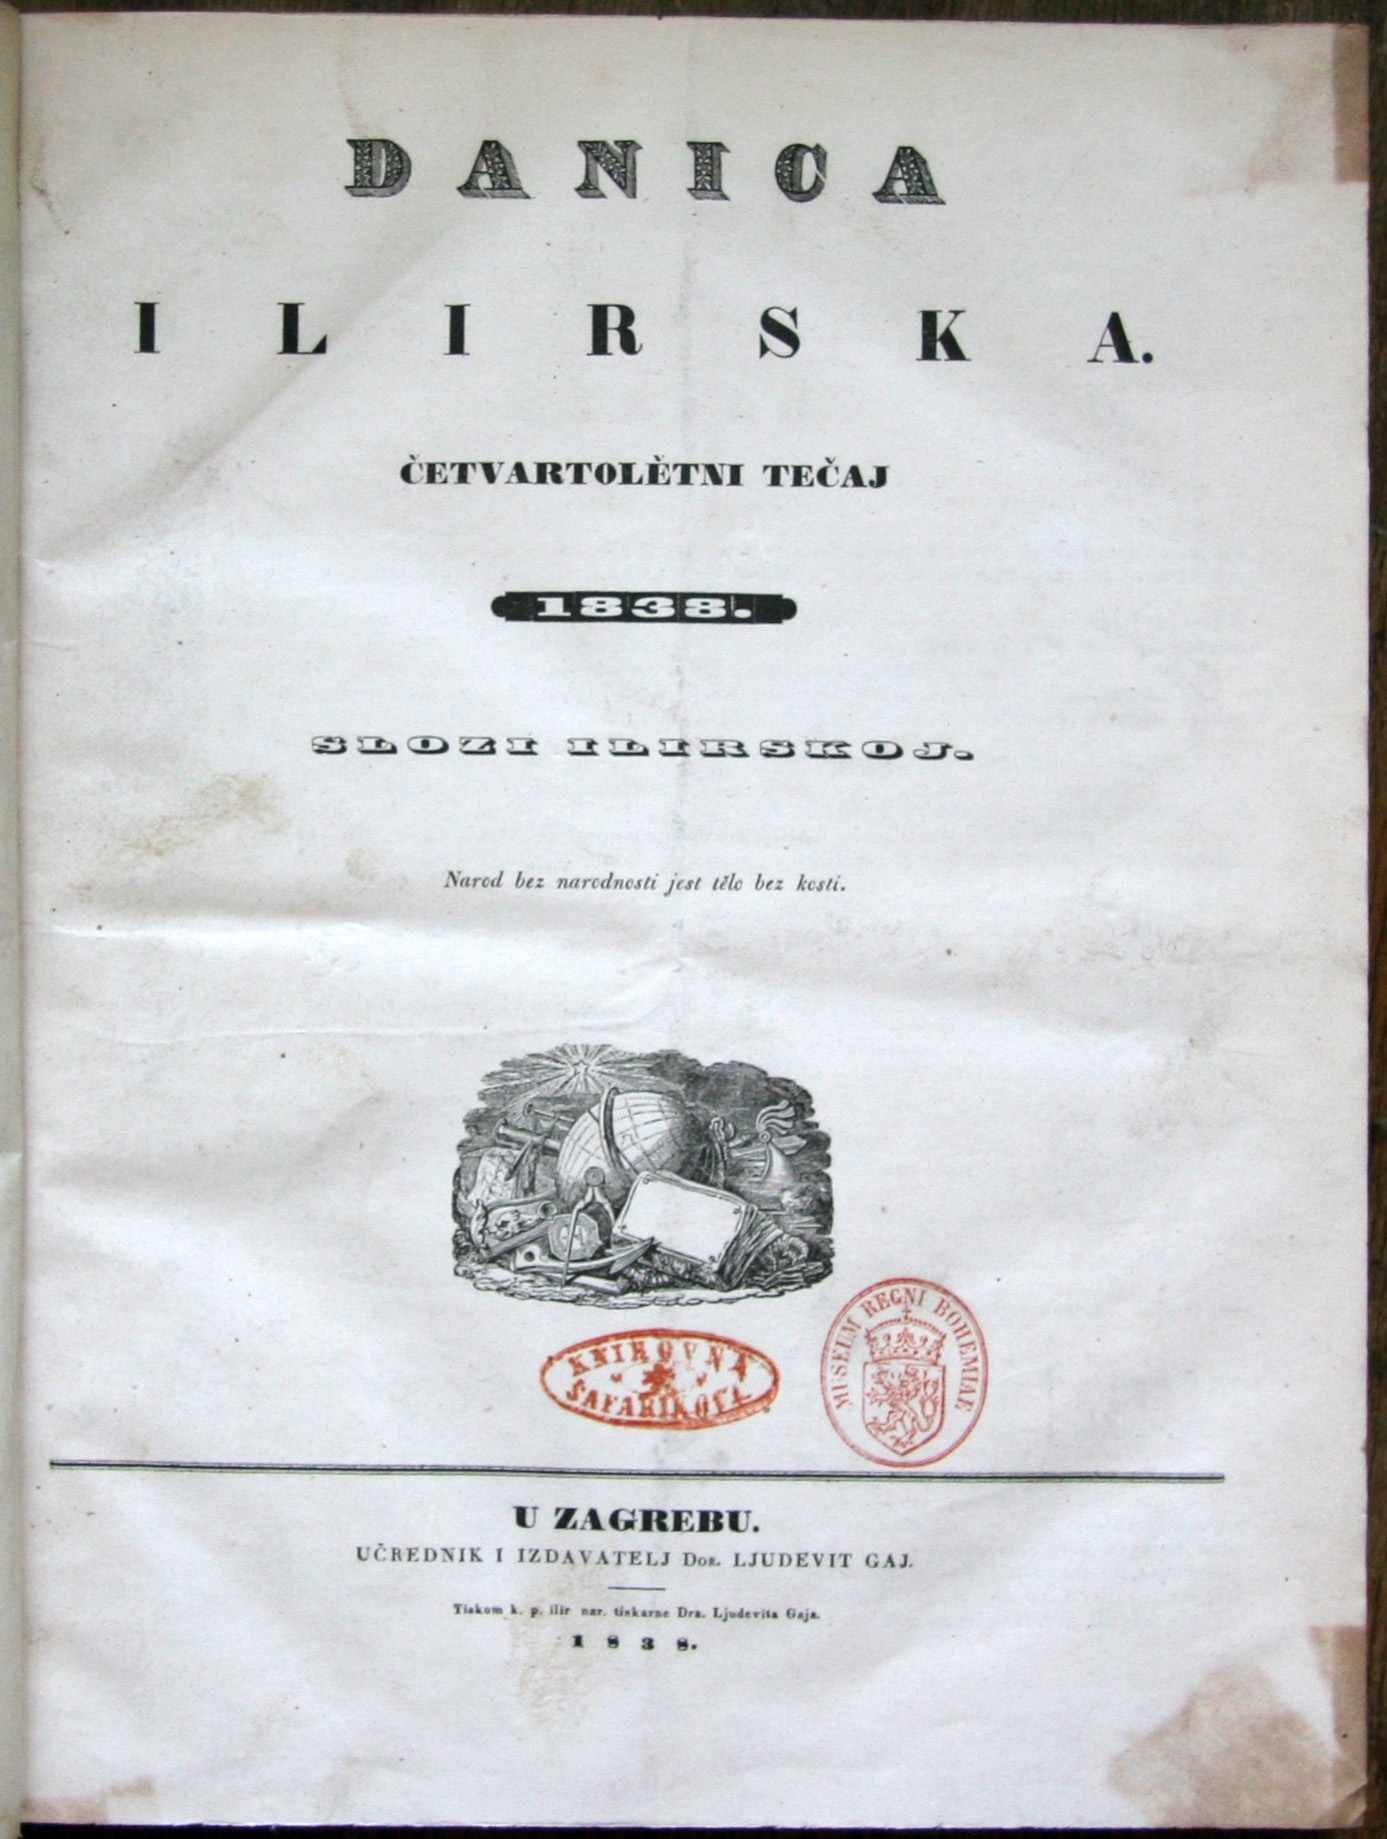 DANICA
ILIRSKA.
ČETVARTOLĚTNI TEČAJ
1838.
SLOZI ILIRSKOJ.
Narod bez narodnosti jest tělo bez kosti.
KNIHOVNA
ŠAFAŘIKOVA
MUSEUM REGNI BOHEMIAE
U ZAGREBU.
UČREDNIK I IZDAVATELJ Dor. LJUDEVIT GAJ.
Tiskom k. p. ilir nar. tiskarne Dra. Ljudevita Gaja.
1838.